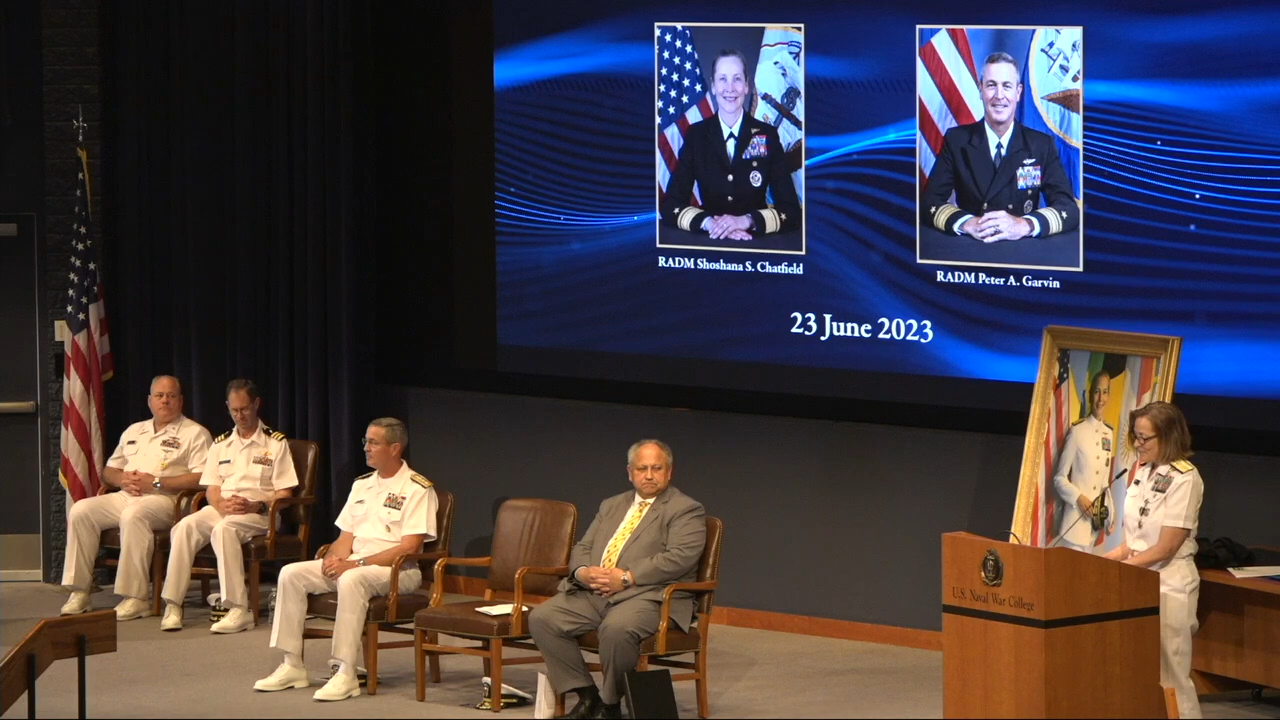 RADM Shoshana S. Chatfield
RADM Peter A. Garvin
23 June 2023
U.S. Naval War College